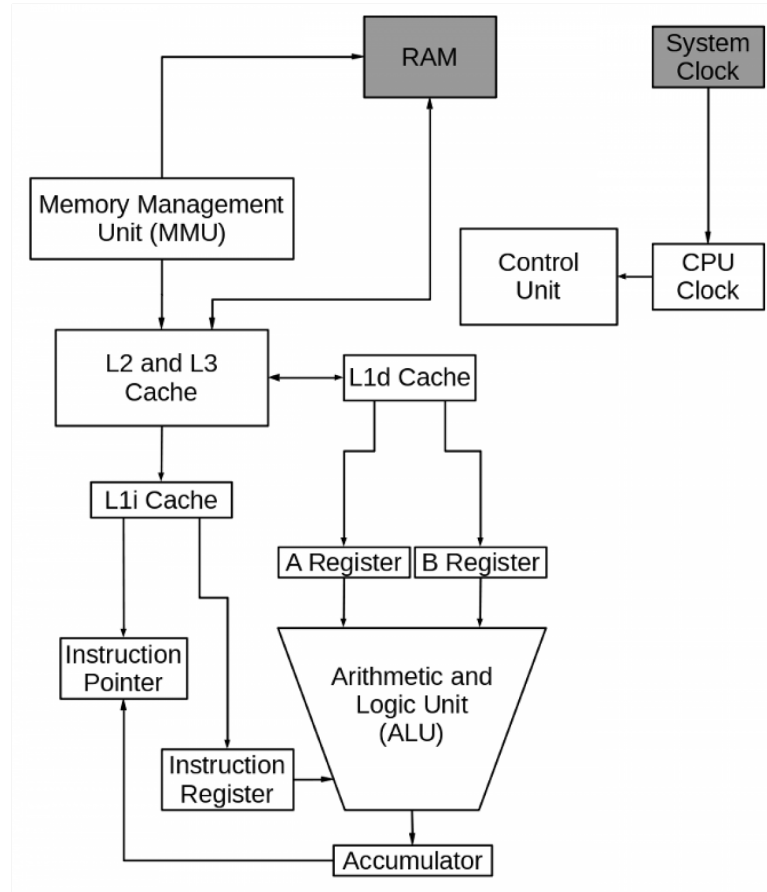 RAM
System
Clock
Memory Management
Unit (MMU)
Control
Unit
CPU
Clock
L2 and L3
Cache
L1d Cache
L1i Cache
A Register
B Register
Instruction
Pointer
Arithmetic and
Logic Unit
(ALU)
Instruction
Register
Accumulator